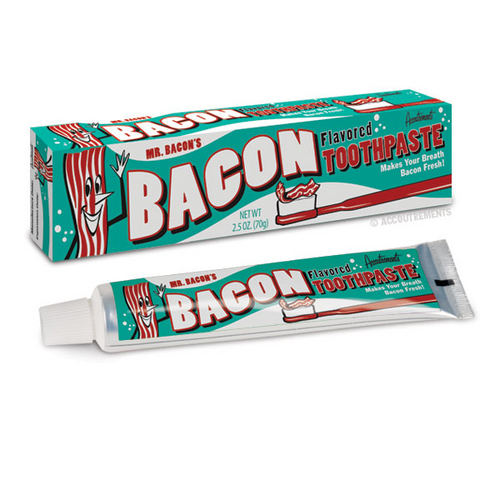 MR. BACON'S
BACON
Flavored
TOOTHPASTE
Accoutrements
Makes Your Breath
Bacon Fresh!
NET WT
2.5 OZ. (70g)
© ACCOUTREMENTS
MR. BACON'S
BACON
Flavored
TOOTHPASTE
Accoutrements
Makes Your Breath
Bacon Fresh!